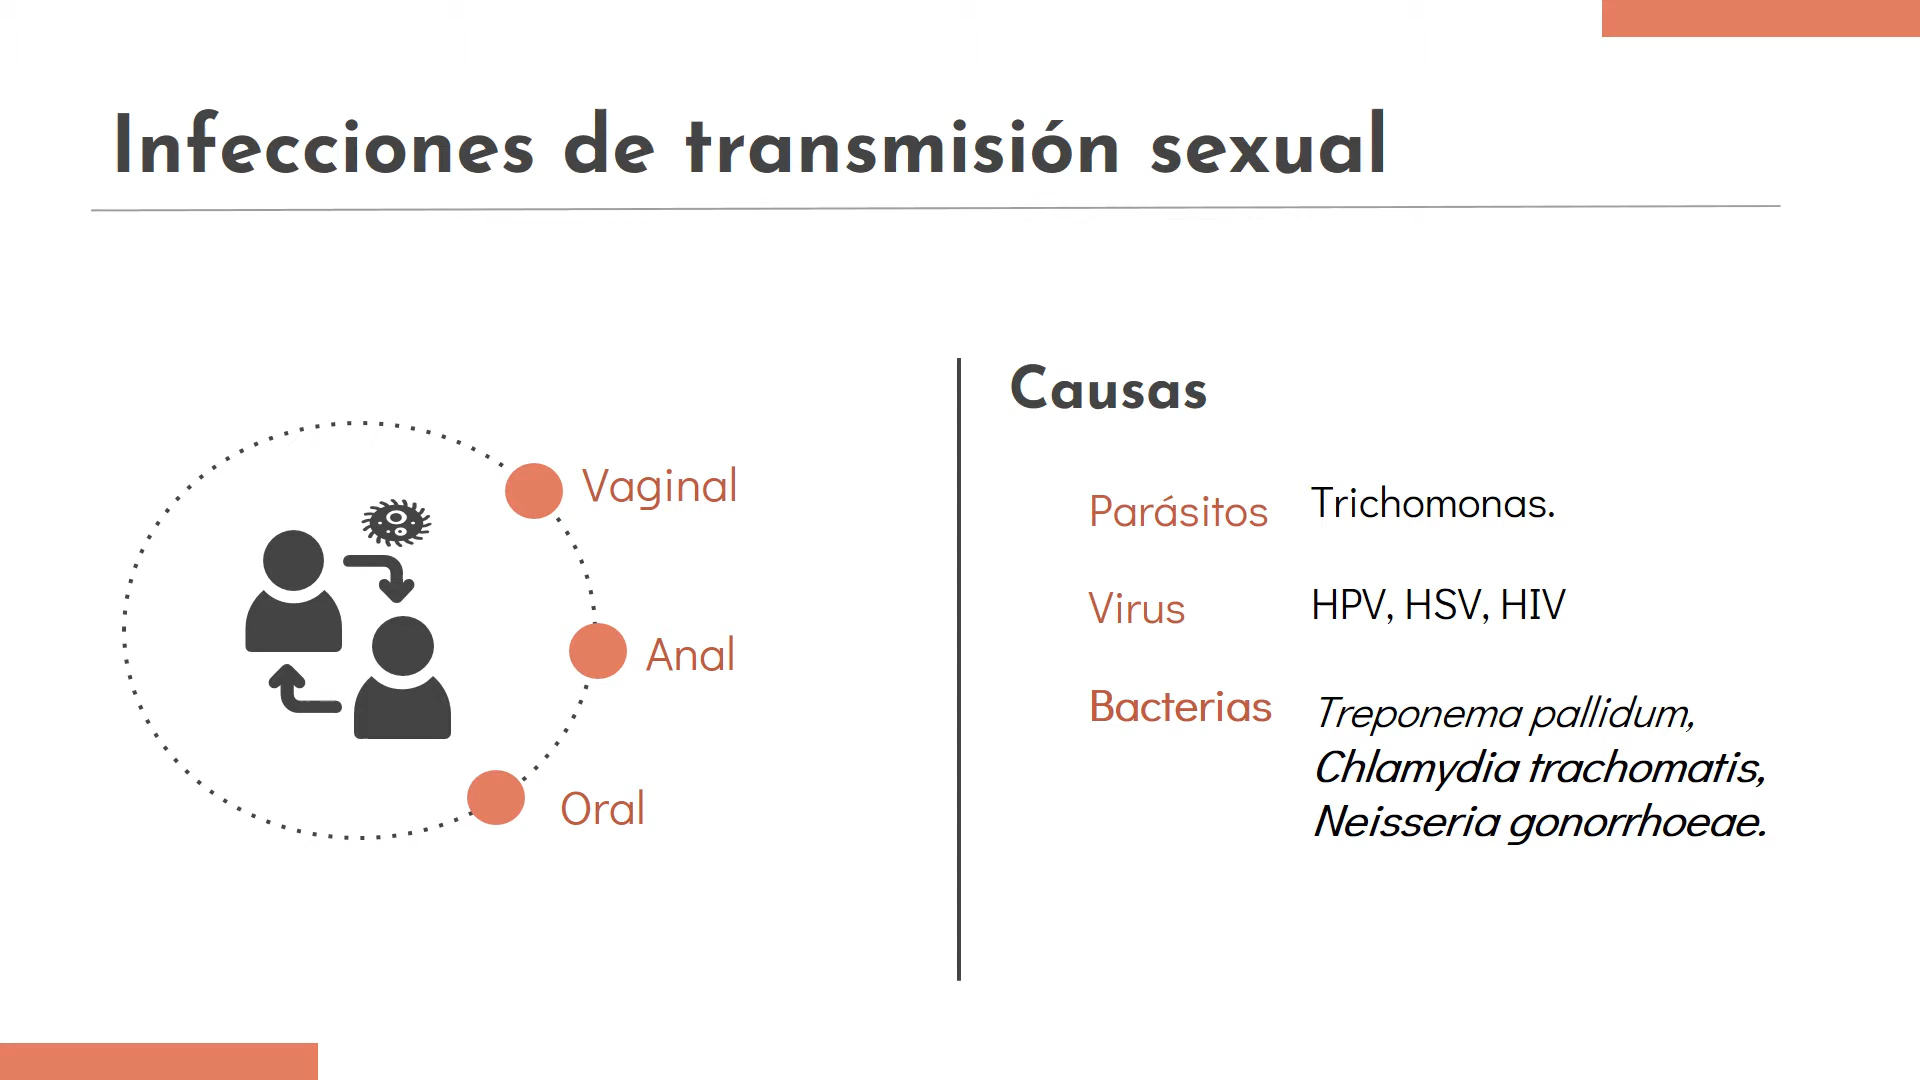 Infecciones de transmisión sexual
Vaginal
Anal
Oral
Causas
Parásitos Trichomonas.
Virus HPV, HSV, HIV
Bacterias Treponema pallidum,
Chlamydia trachomatis,
Neisseria gonorrhoeae.